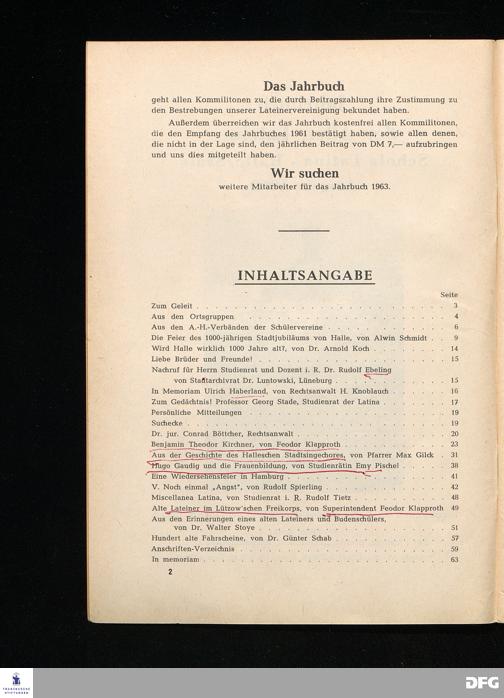 Das Jahrbuch
geht allen Kommilitonen zu, die durch Beitragszahlung ihre Zustimmung zu
den Bestrebungen unserer Lateinervereinigung bekundet haben.
Außerdem überreichen wir das Jahrbuch kostenfrei allen Kommilitonen,
die den Empfang des Jahrbuches 1961 bestätigt haben, sowie allen denen,
die nicht in der Lage sind, den jährlichen Beitrag von DM 7,— aufzubringen
und uns dies mitgeteilt haben.
Wir suchen
weitere Mitarbeiter für das Jahrbuch 1963.
INHALTSANGABE
Seite
Zum Geleit . . . 3
Aus den Ortsgruppen . . . 4
Aus den A.-H.-Verbänden der Schülervereine . . . 6
Die Feier des 1000-jährigen Stadtjubiläums von Halle, von Alwin Schmidt . 9
Wird Halle wirklich 1000 Jahre alt?, von Dr. Arnold Koch . . . 14
Liebe Brüder und Freunde! . . . 15
Nachruf für Herrn Studienrat und Dozent i. R. Dr. Rudolf Ebeling
von Staatarchivrat Dr. Luntowski, Lüneburg . . . 15
In Memoriam Ulrich Haberland, von Rechtsanwalt H. Knoblauch . . . 16
Zum Gedächtnis! Professor Georg Stade, Studienrat der Latina . . . 17
Persönliche Mitteilungen . . . 19
Suchecke . . . 19
Dr. jur. Conrad Böttcher, Rechtsanwalt . . . 20
Benjamin Theodor Kirchner, von Feodor Klapproth . . . 23
Aus der Geschichte des Halleschen Stadtsingechores, von Pfarrer Max Gilck . 31
Hugo Gaudig und die Frauenbildung, von Studienrätin Emy Pischel . 38
Eine Wiedersehensfeier in Hamburg . . . 41
V. Noch einmal „Angst", von Rudolf Spierling . . . 42
Miscellanea Latina, von Studienrat i. R. Rudolf Tietz . . . 48
Alte Lateiner im Lützow'schen Freikorps, von Superintendent Feodor Klapproth 49
Aus den Erinnerungen eines alten Lateiners und Budenschülers,
von Dr. Walter Stoye . . . 51
Hundert alte Fahrscheine, von Dr. Günter Schab . . . 57
Anschriften-Verzeichnis . . . 59
In memoriam . . . 63
2
FRANCKESCHE
STIFTUNGEN
DFG